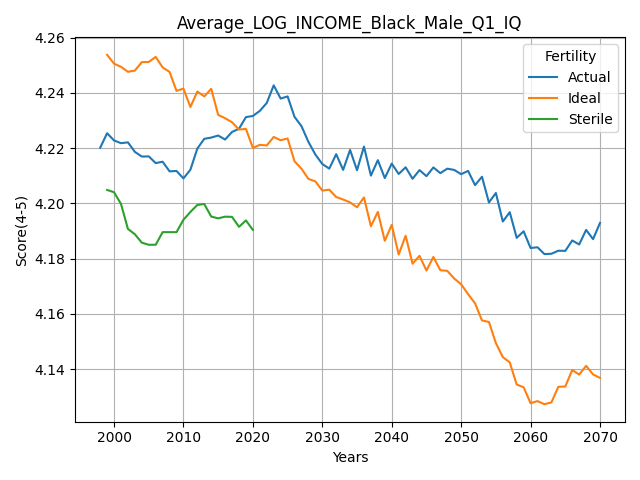 Average_LOG_INCOME_Black_Male_Q1_IQ
4.26
4.24
4.22
4.20
4.18
4.16
4.14
Score(4-5)
Fertility
Actual
Ideal
Sterile
2000 2010 2020 2030 2040 2050 2060 2070
Years